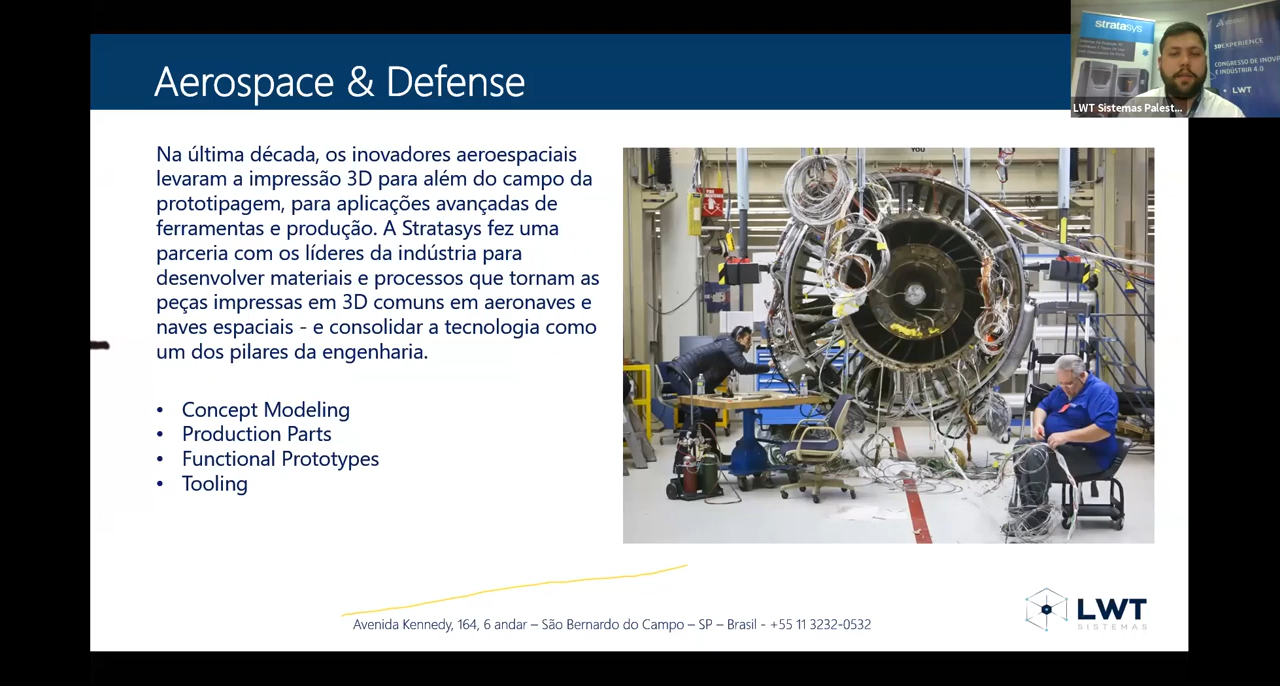 Aerospace & Defense
stratasys
3DEXPERIENCE
CONGRESSO DE INOV
E INDÚSTRIA 4.0
LWT
LWT Sistemas Palest...
Na última década, os inovadores aeroespaciais
levaram a impressão 3D para além do campo da
prototipagem, para aplicações avançadas de
ferramentas e produção. A Stratasys fez uma
parceria com os líderes da indústria para
desenvolver materiais e processos que tornam as
peças impressas em 3D comuns em aeronaves e
naves espaciais - e consolidar a tecnologia como
um dos pilares da engenharia.
• Concept Modeling
• Production Parts
• Functional Prototypes
• Tooling
YOU
FIRE
Avenida Kennedy, 164, 6 andar – São Bernardo do Campo – SP – Brasil - +55 11 3232-0532
LWT
SISTEMAS